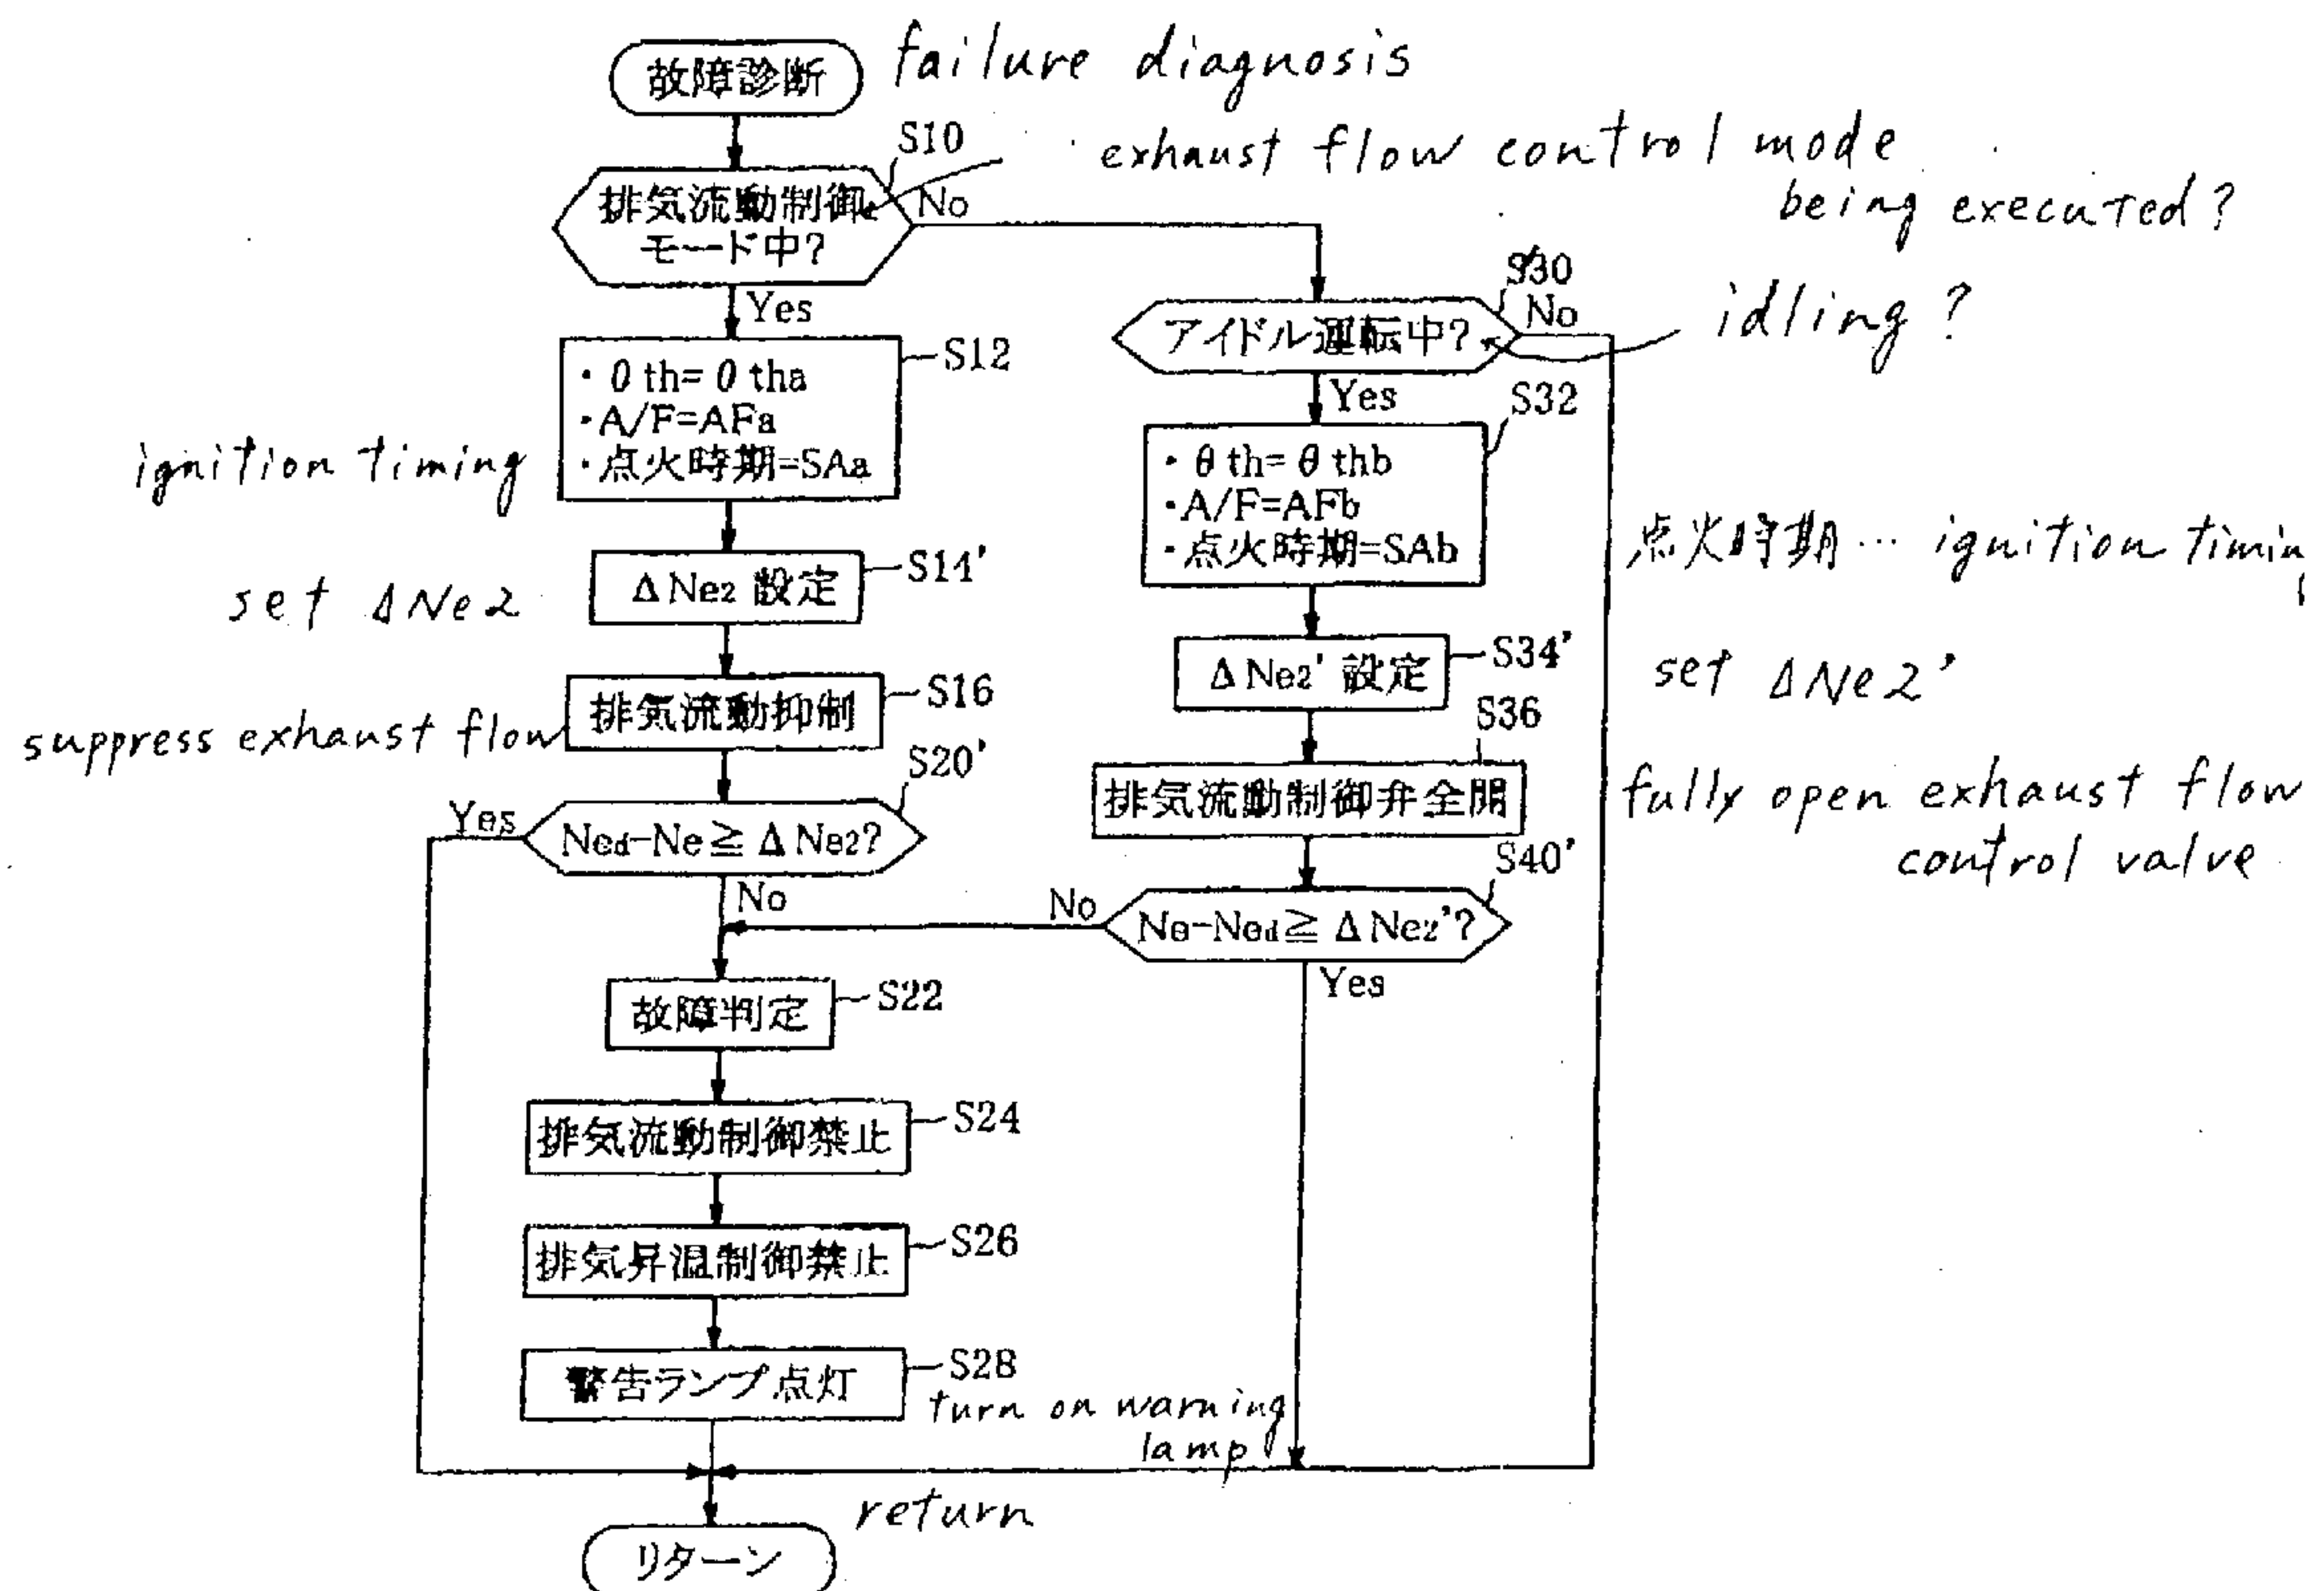 故障診断
failure diagnosis
S10
exhaust flow control mode
being executed?
排気流動制御
モード中?
No
Yes
S30
アイドル運転中?
No
idling?
Yes
S12
・θ th= θ tha
・A/F=AFa
・点火時期=SAa
ignition timing
S32
・θ th= θ thb
・A/F=AFb
・点火時期=SAb
点火時期… ignition timin
S14'
ΔNe2 設定
set ΔNe2
S34'
ΔNe2' 設定
set ΔNe2'
S16
排気流動抑制
suppress exhaust flow
S36
排気流動制御弁全開
fully open exhaust flow
control valve
S20'
Yes
Ned-Ne≧ΔNe2?
No
S40'
No
Ne-Ned≧ΔNe2'?
Yes
S22
故障判定
S24
排気流動制御禁止
S26
排気昇温制御禁止
S28
警告ランプ点灯
turn on warning
lamp
return
リターン